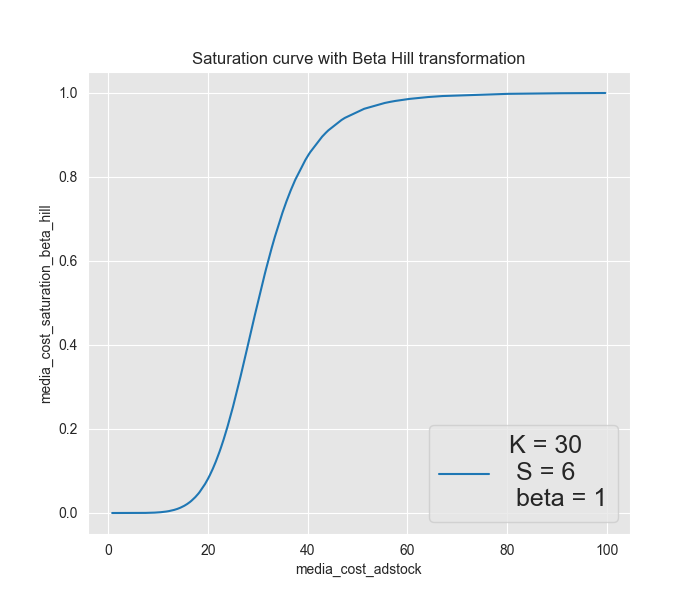 Saturation curve with Beta Hill transformation
1.0
0.8
0.6
0.4
0.2
0.0
media_cost_saturation_beta_hill
K = 30
S = 6
beta = 1
0
20
40
60
80
100
media_cost_adstock